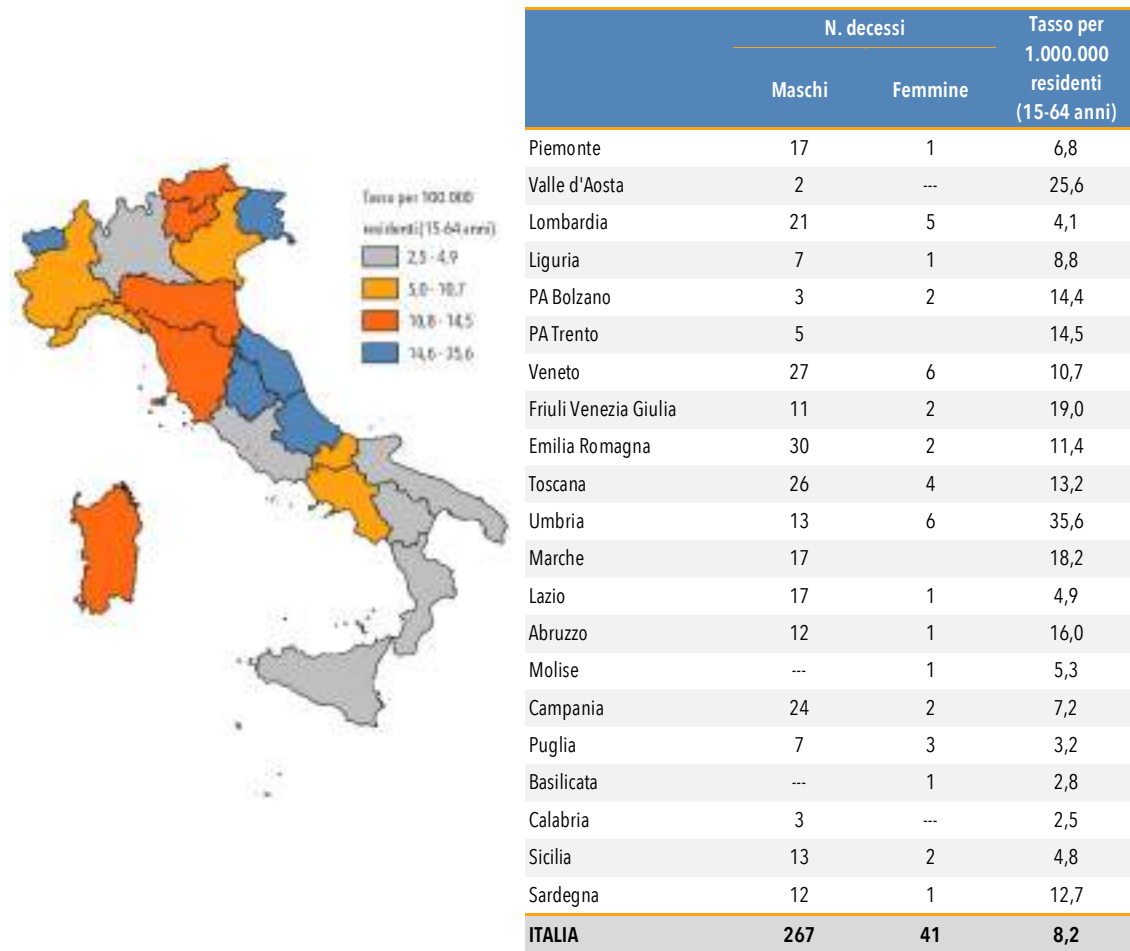 Tasso per 100.000
residenti (15-64 anni)
2,5 - 4,9
5,0 - 10,7
10,8 - 14,5
14,6 - 35,6
N. decessi Tasso per
1.000.000
residenti
(15-64 anni)
Maschi Femmine
Piemonte 17 1 6,8
Valle d'Aosta 2 --- 25,6
Lombardia 21 5 4,1
Liguria 7 1 8,8
PA Bolzano 3 2 14,4
PA Trento 5 14,5
Veneto 27 6 10,7
Friuli Venezia Giulia 11 2 19,0
Emilia Romagna 30 2 11,4
Toscana 26 4 13,2
Umbria 13 6 35,6
Marche 17 18,2
Lazio 17 1 4,9
Abruzzo 12 1 16,0
Molise --- 1 5,3
Campania 24 2 7,2
Puglia 7 3 3,2
Basilicata --- 1 2,8
Calabria 3 --- 2,5
Sicilia 13 2 4,8
Sardegna 12 1 12,7
ITALIA 267 41 8,2